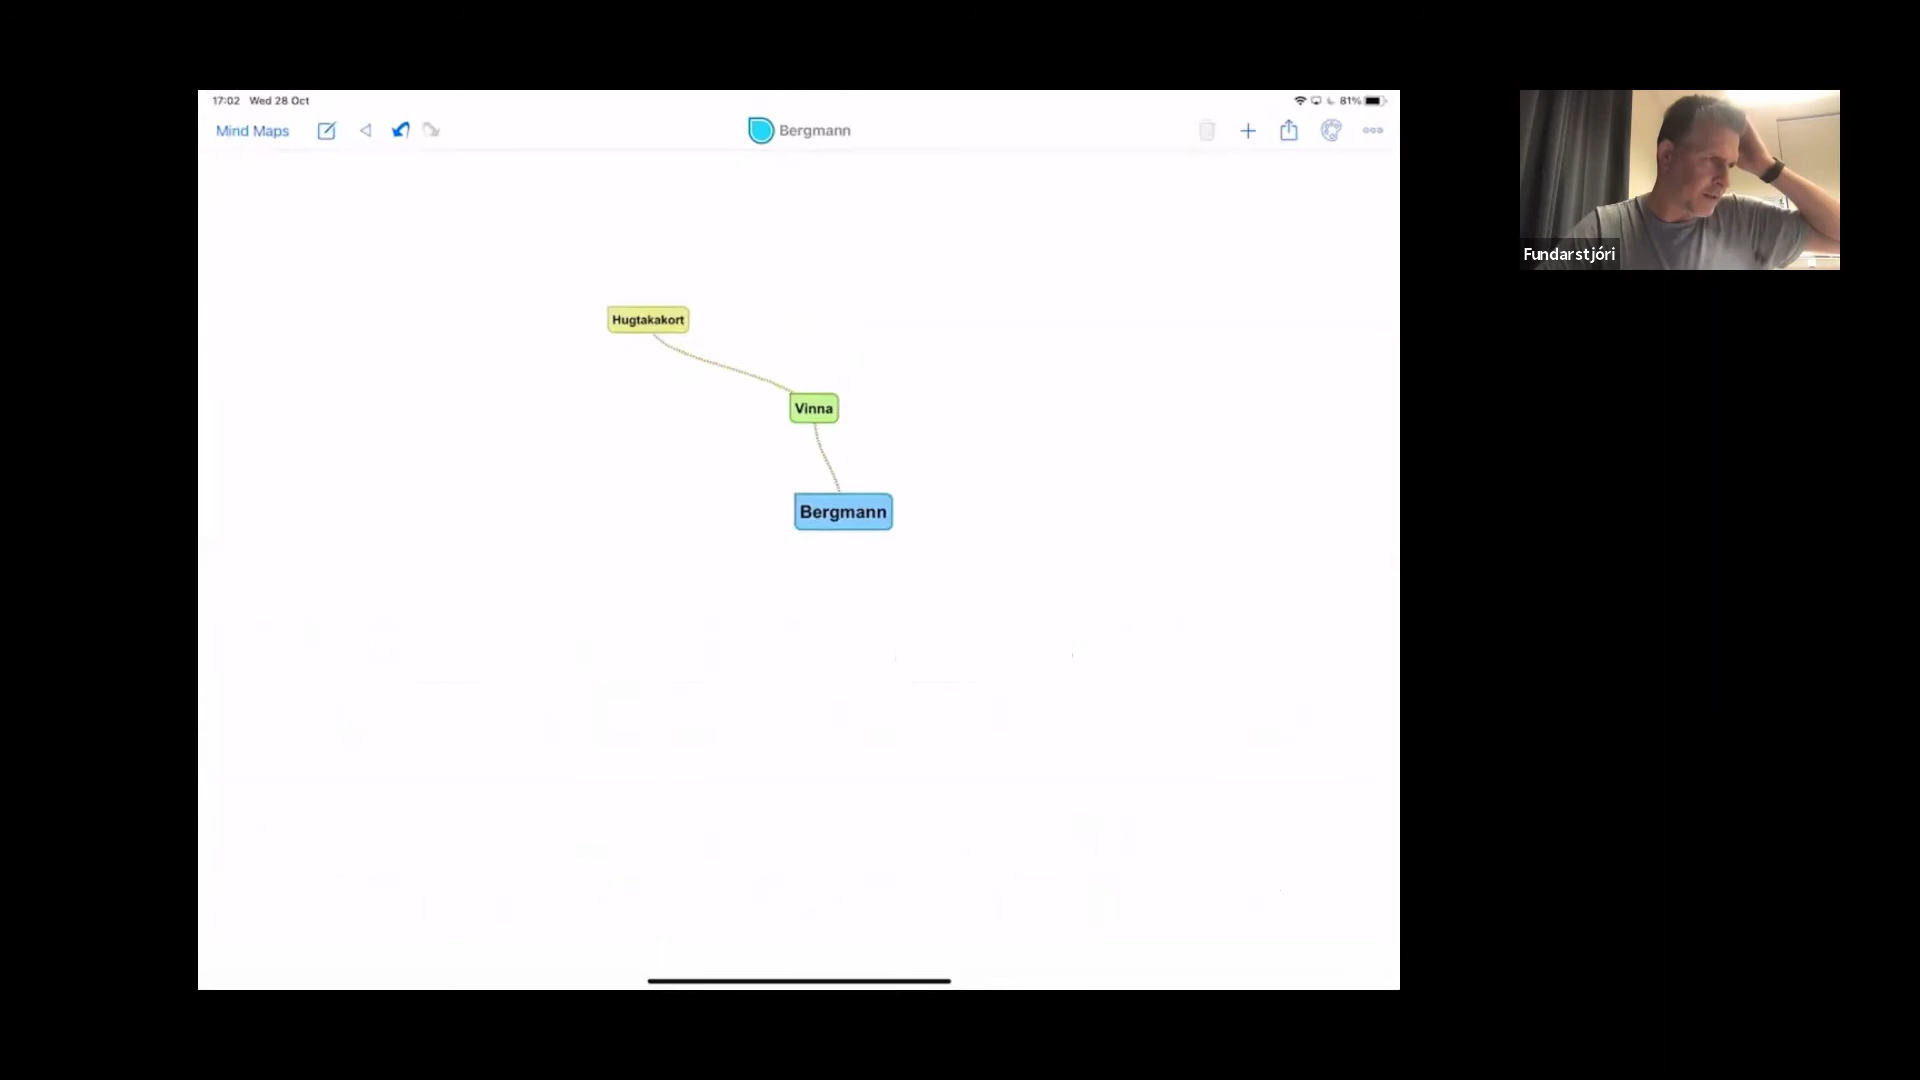 17:02 Wed 28 Oct
81%
Mind Maps
Bergmann
Hugtakakort
Vinna
Bergmann
Fundarstjóri